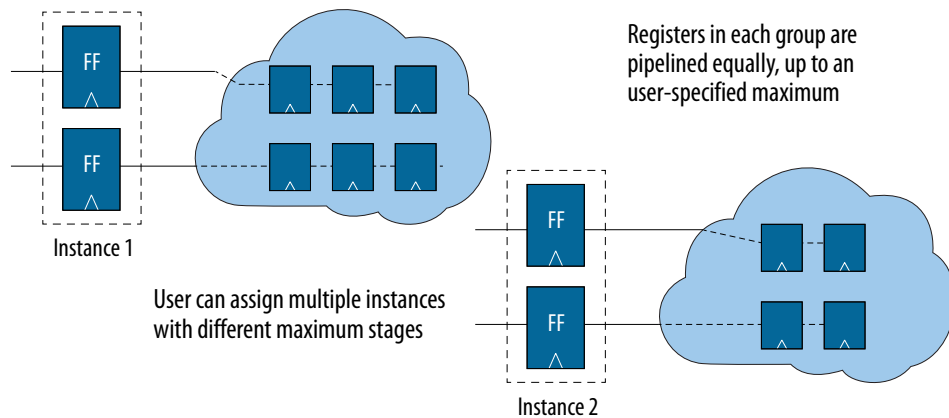 FF
FF
Instance 1
Registers in each group are
pipelined equally, up to an
user-specified maximum
User can assign multiple instances
with different maximum stages
FF
FF
Instance 2